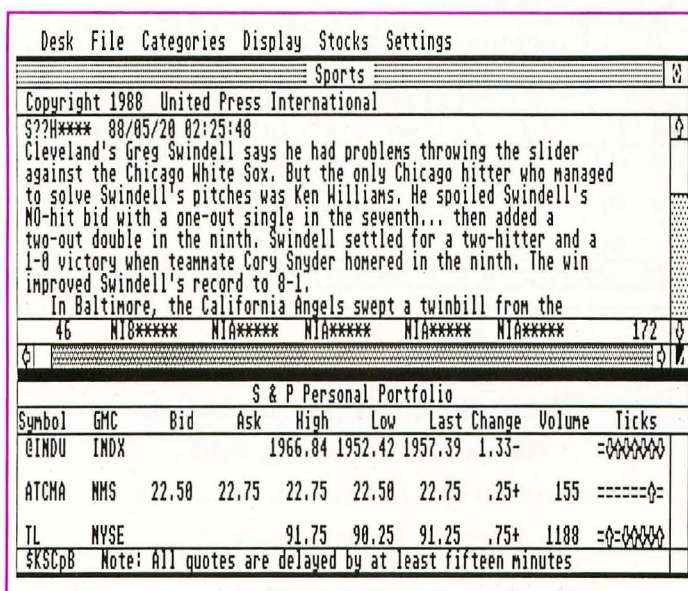 Desk File Categories Display Stocks Settings
Sports
Copyright 1988 United Press International
S??H**** 88/05/20 02:25:48
Cleveland's Greg Swindell says he had problems throwing the slider
against the Chicago White Sox. But the only Chicago hitter who managed
to solve Swindell's pitches was Ken Williams. He spoiled Swindell's
NO-hit bid with a one-out single in the seventh... then added a
two-out double in the ninth. Swindell settled for a two-hitter and a
1-0 victory when teammate Cory Snyder homered in the ninth. The win
improved Swindell's record to 8-1.
In Baltimore, the California Angels swept a twinbill from the
46 NI8***** NIA***** NIA***** NIA***** NIA***** 172
S & P Personal Portfolio
Symbol GMC Bid Ask High Low Last Change Volume Ticks
@INDU INDX 1966.84 1952.42 1957.39 1.33-
ATCMA NMS 22.50 22.75 22.75 22.50 22.75 .25+ 155
TL NYSE 91.75 90.25 91.25 .75+ 1188
$KSCpB Note: All quotes are delayed by at least fifteen minutes